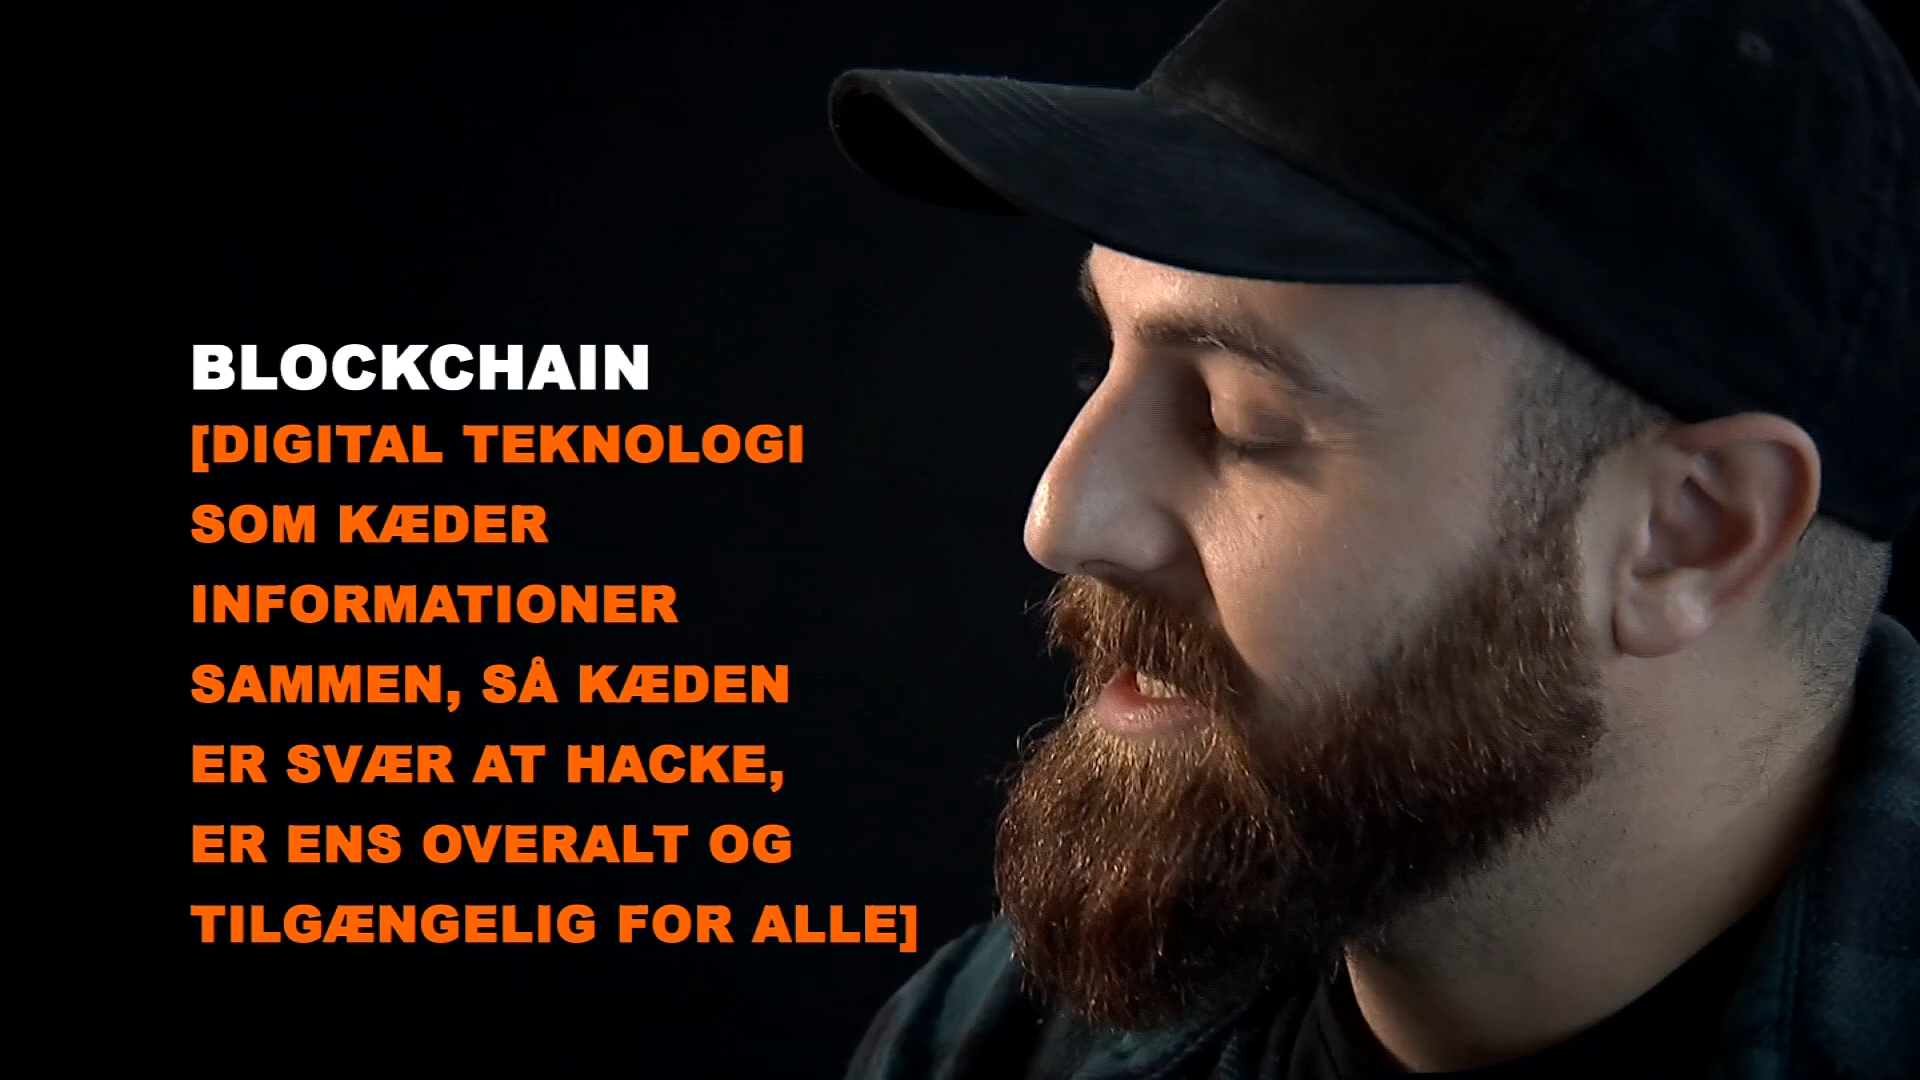 BLOCKCHAIN
[DIGITAL TEKNOLOGI
SOM KÆDER
INFORMATIONER
SAMMEN, SÅ KÆDEN
ER SVÆR AT HACKE,
ER ENS OVERALT OG
TILGÆNGELIG FOR ALLE]